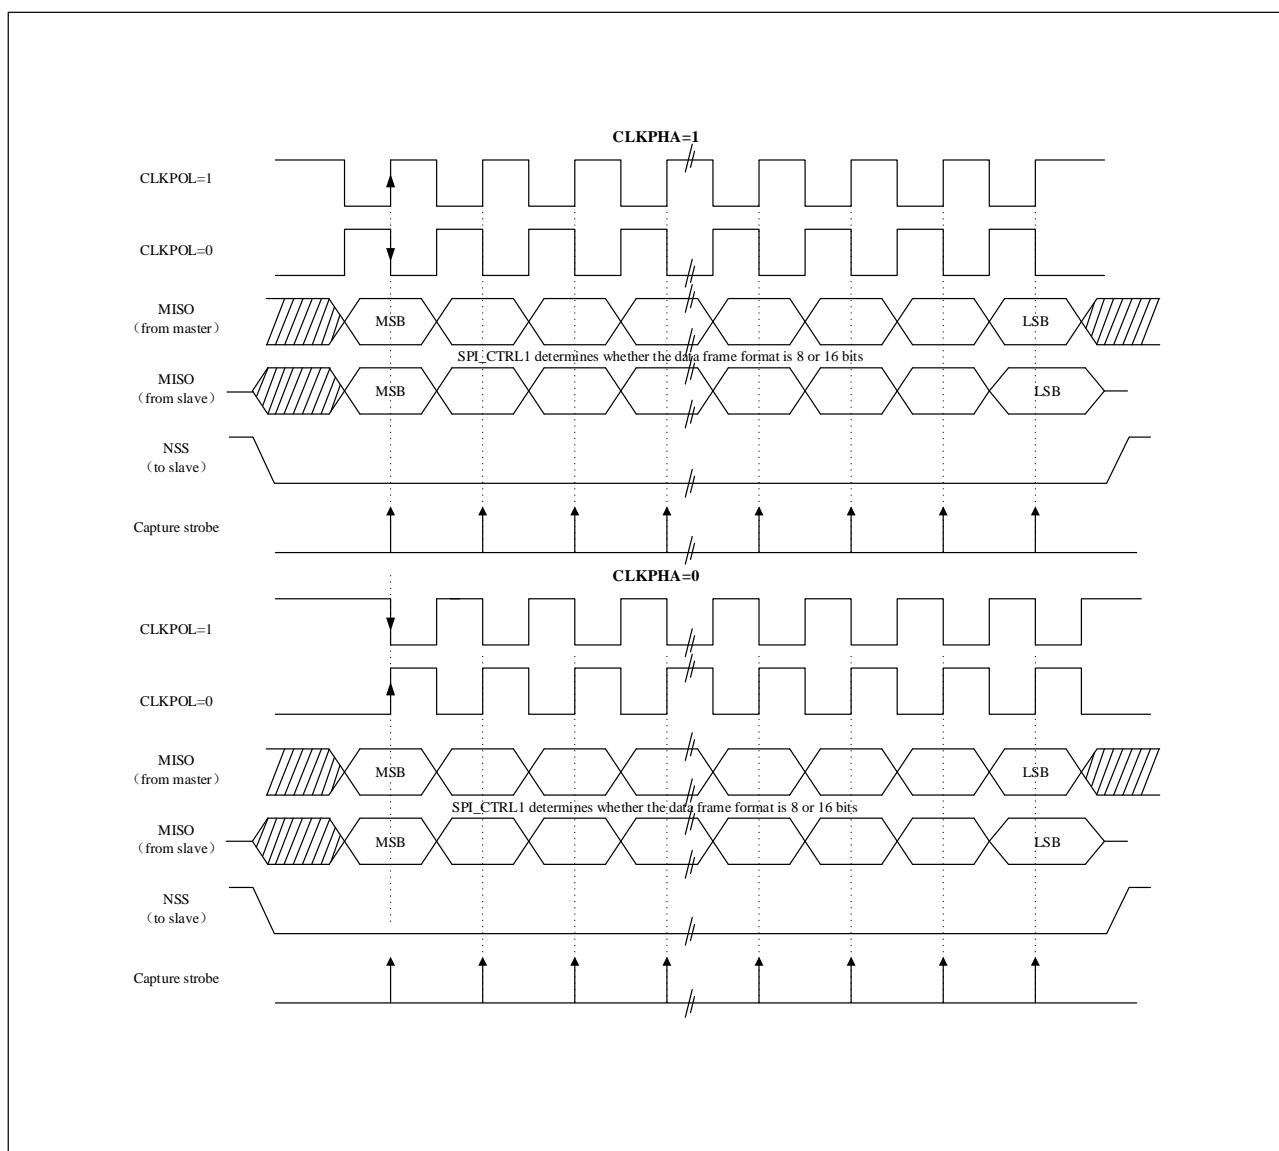 CLKPHA=1
CLKPOL=1
CLKPOL=0
MISO
（from master）
MSB
LSB
SPI_CTRL1 determines whether the data frame format is 8 or 16 bits
MISO
（from slave）
MSB
LSB
NSS
（to slave）
Capture strobe
CLKPHA=0
CLKPOL=1
CLKPOL=0
MISO
（from master）
MSB
LSB
SPI_CTRL1 determines whether the data frame format is 8 or 16 bits
MISO
（from slave）
MSB
LSB
NSS
（to slave）
Capture strobe